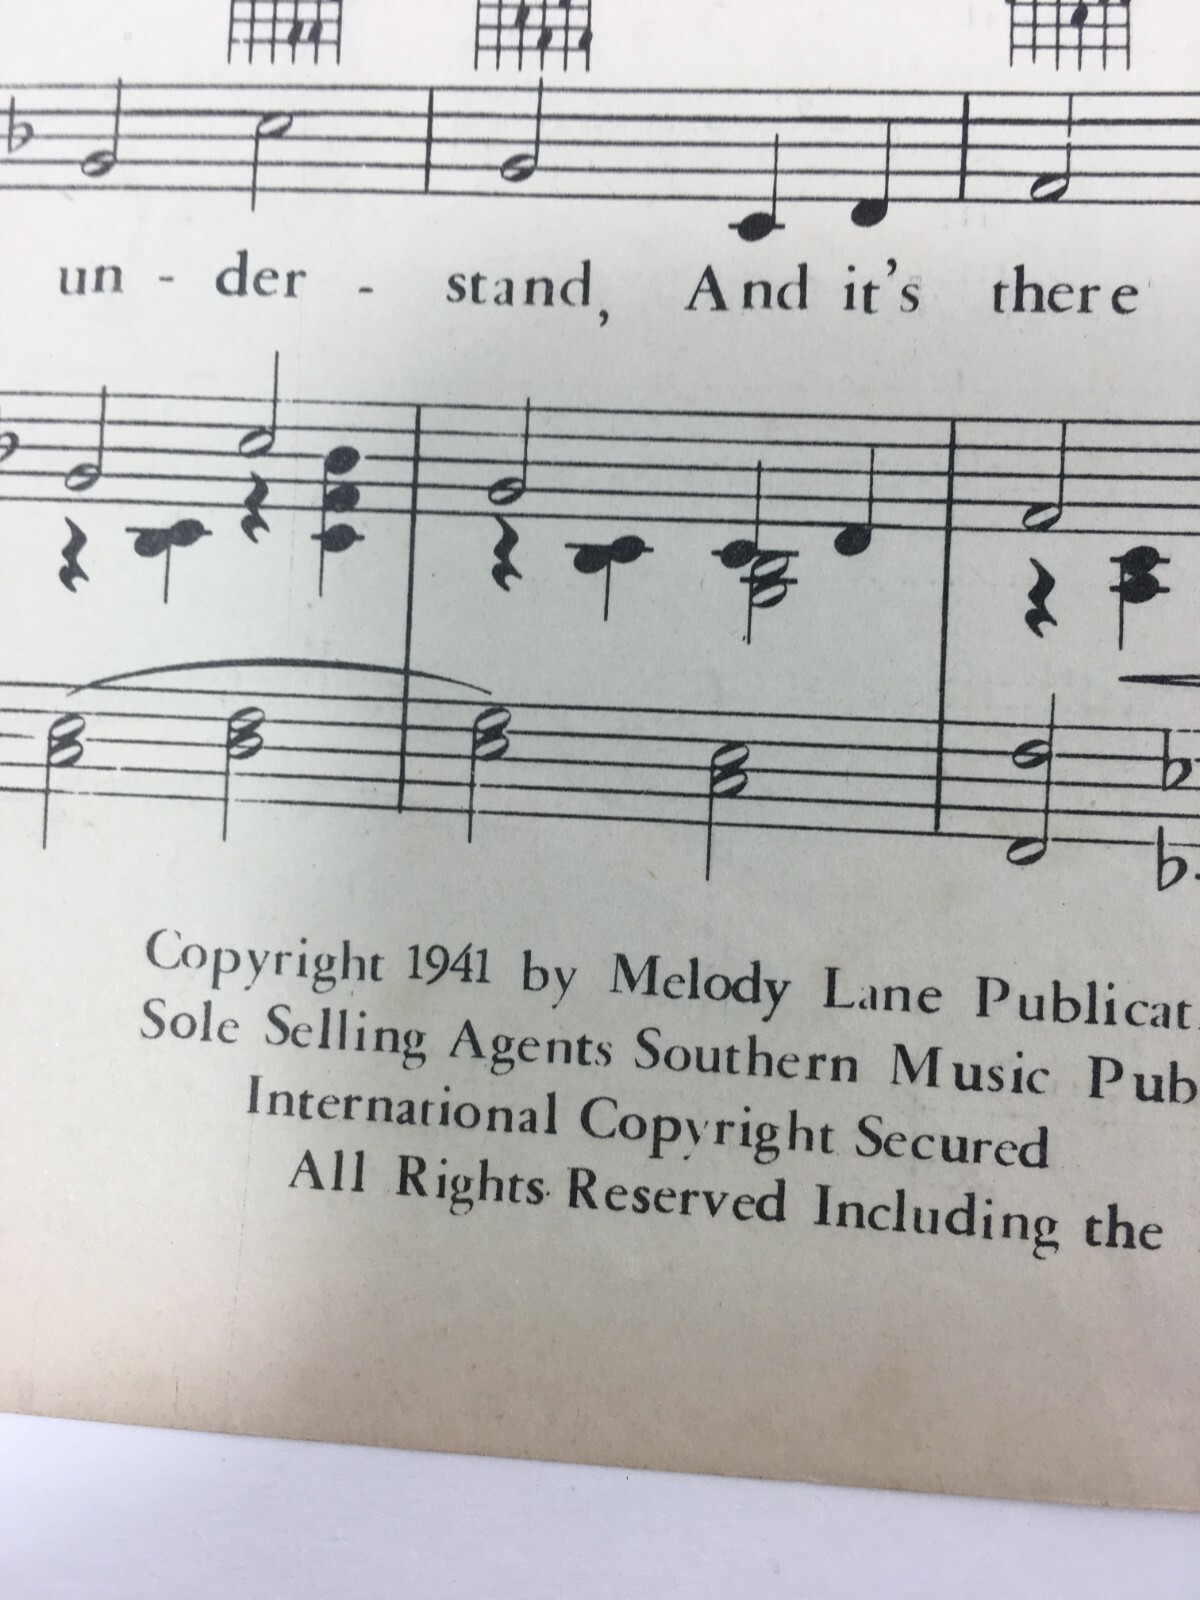 un - der - stand, And it's there
Copyright 1941 by Melody Lane Publicat
Sole Selling Agents Southern Music Pub
International Copyright Secured
All Rights Reserved Including the